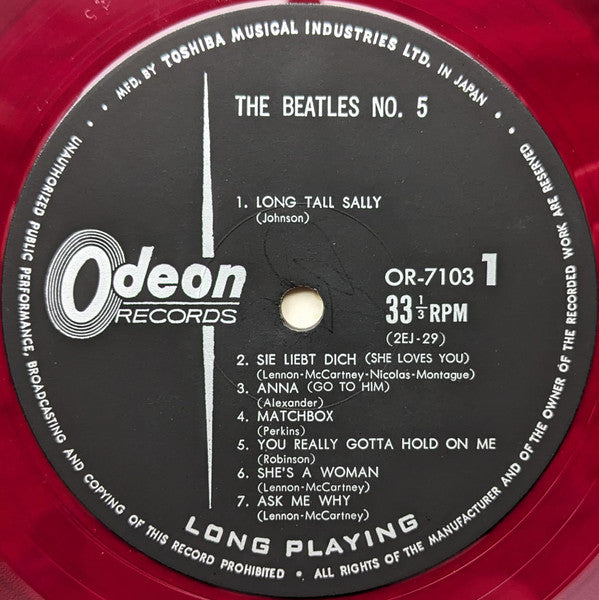 MFD. BY TOSHIBA MUSICAL INDUSTRIES LTD. IN JAPAN
THE BEATLES NO. 5
1. LONG TALL SALLY
(Johnson)
Odeon
RECORDS
OR-7103 1
33 1/3 RPM
(2EJ-29)
2. SIE LIEBT DICH (SHE LOVES YOU)
(Lennon-McCartney-Nicolas-Montague)
3. ANNA (GO TO HIM)
(Alexander)
4. MATCHBOX
(Perkins)
5. YOU REALLY GOTTA HOLD ON ME
(Robinson)
6. SHE'S A WOMAN
(Lennon-McCartney)
7. ASK ME WHY
(Lennon-McCartney)
LONG PLAYING
UNAUTHORIZED PUBLIC PERFORMANCE, BROADCASTING AND COPYING OF THIS RECORD PROHIBITED • ALL RIGHTS OF THE MANUFACTURER AND OF THE OWNER OF THE RECORDED WORK ARE RESERVED